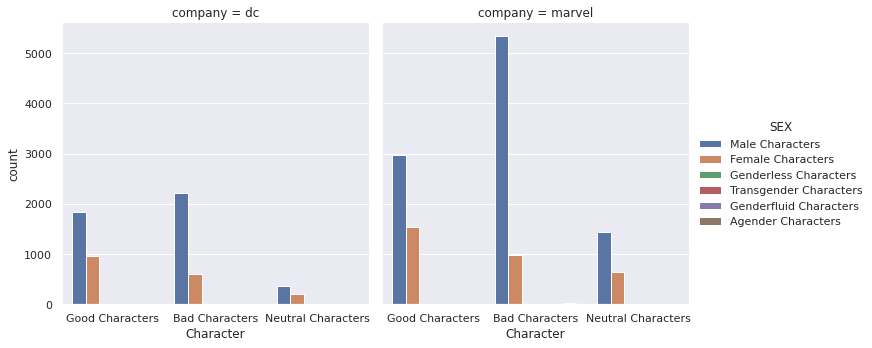 company = dc
company = marvel
count
5000
4000
3000
2000
1000
0
Good Characters
Bad Characters
Neutral Characters
Character
Good Characters
Bad Characters
Neutral Characters
Character
SEX
Male Characters
Female Characters
Genderless Characters
Transgender Characters
Genderfluid Characters
Agender Characters